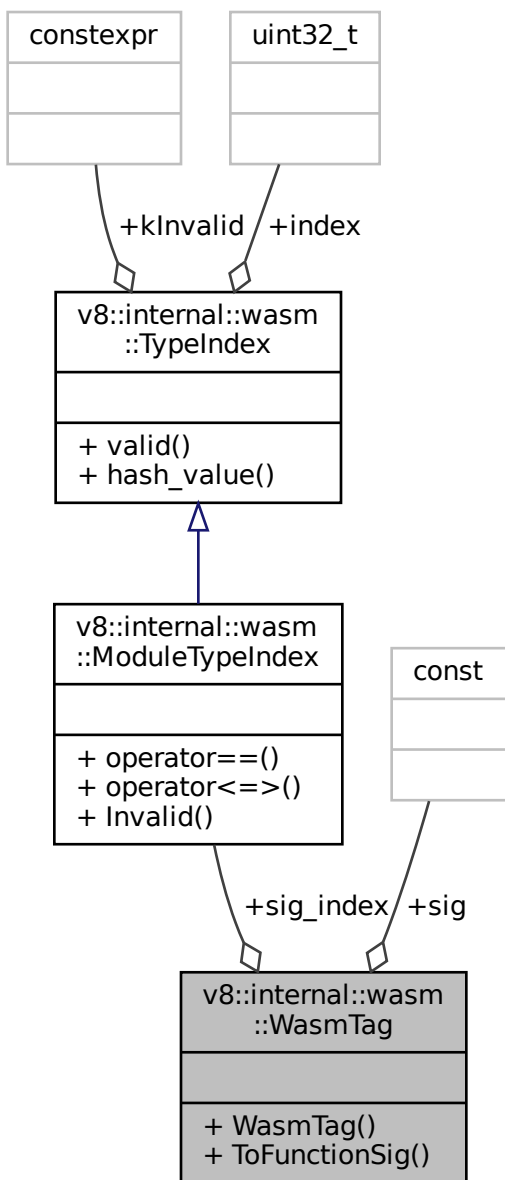 constexpr
uint32_t
+kInvalid
+index
v8::internal::wasm
::TypeIndex
+ valid()
+ hash_value()
v8::internal::wasm
::ModuleTypeIndex
+ operator==()
+ operator<=>()
+ Invalid()
const
+sig_index
+sig
v8::internal::wasm
::WasmTag
+ WasmTag()
+ ToFunctionSig()